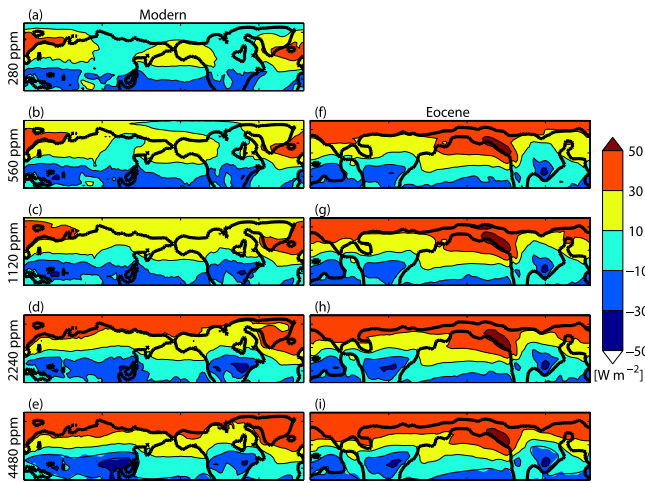 (a) Modern
280 ppm
(b)
560 ppm
(f) Eocene
(c)
1120 ppm
(g)
(d)
2240 ppm
(h)
(e)
4480 ppm
(i)
50
30
10
−10
−30
−50
[W m⁻²]